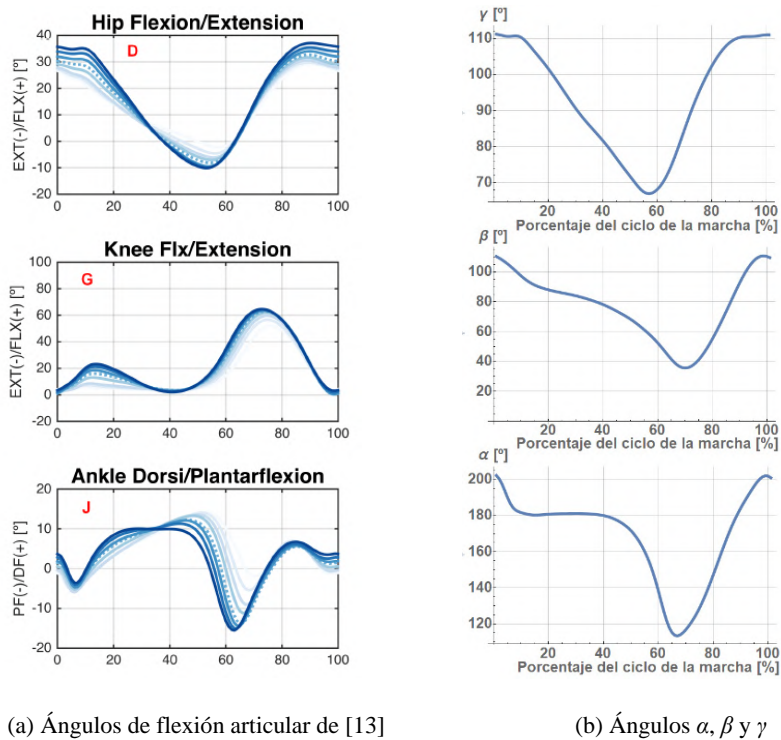 Hip Flexion/Extension
D
EXT(-)/FLX(+) [º]
40
30
20
10
0
-10
-20
0 20 40 60 80 100
Knee Flx/Extension
G
EXT(-)/FLX(+) [º]
100
80
60
40
20
0
-20
0 20 40 60 80 100
Ankle Dorsi/Plantarflexion
J
PF(-)/DF(+) [º]
20
10
0
-10
-20
0 20 40 60 80 100
(a) Ángulos de flexión articular de [13]
γ [º]
110
100
90
80
70
20 40 60 80 100
Porcentaje del ciclo de la marcha [%]
β [º]
100
80
60
40
20
20 40 60 80 100
Porcentaje del ciclo de la marcha [%]
α [º]
200
180
160
140
120
20 40 60 80 100
Porcentaje del ciclo de la marcha [%]
(b) Ángulos α, β y γ